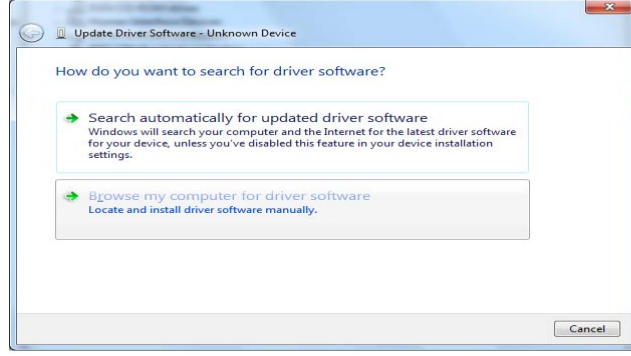 Update Driver Software - Unknown Device
How do you want to search for driver software?
Search automatically for updated driver software
Windows will search your computer and the Internet for the latest driver software
for your device, unless you've disabled this feature in your device installation
settings.
Browse my computer for driver software
Locate and install driver software manually.
Cancel